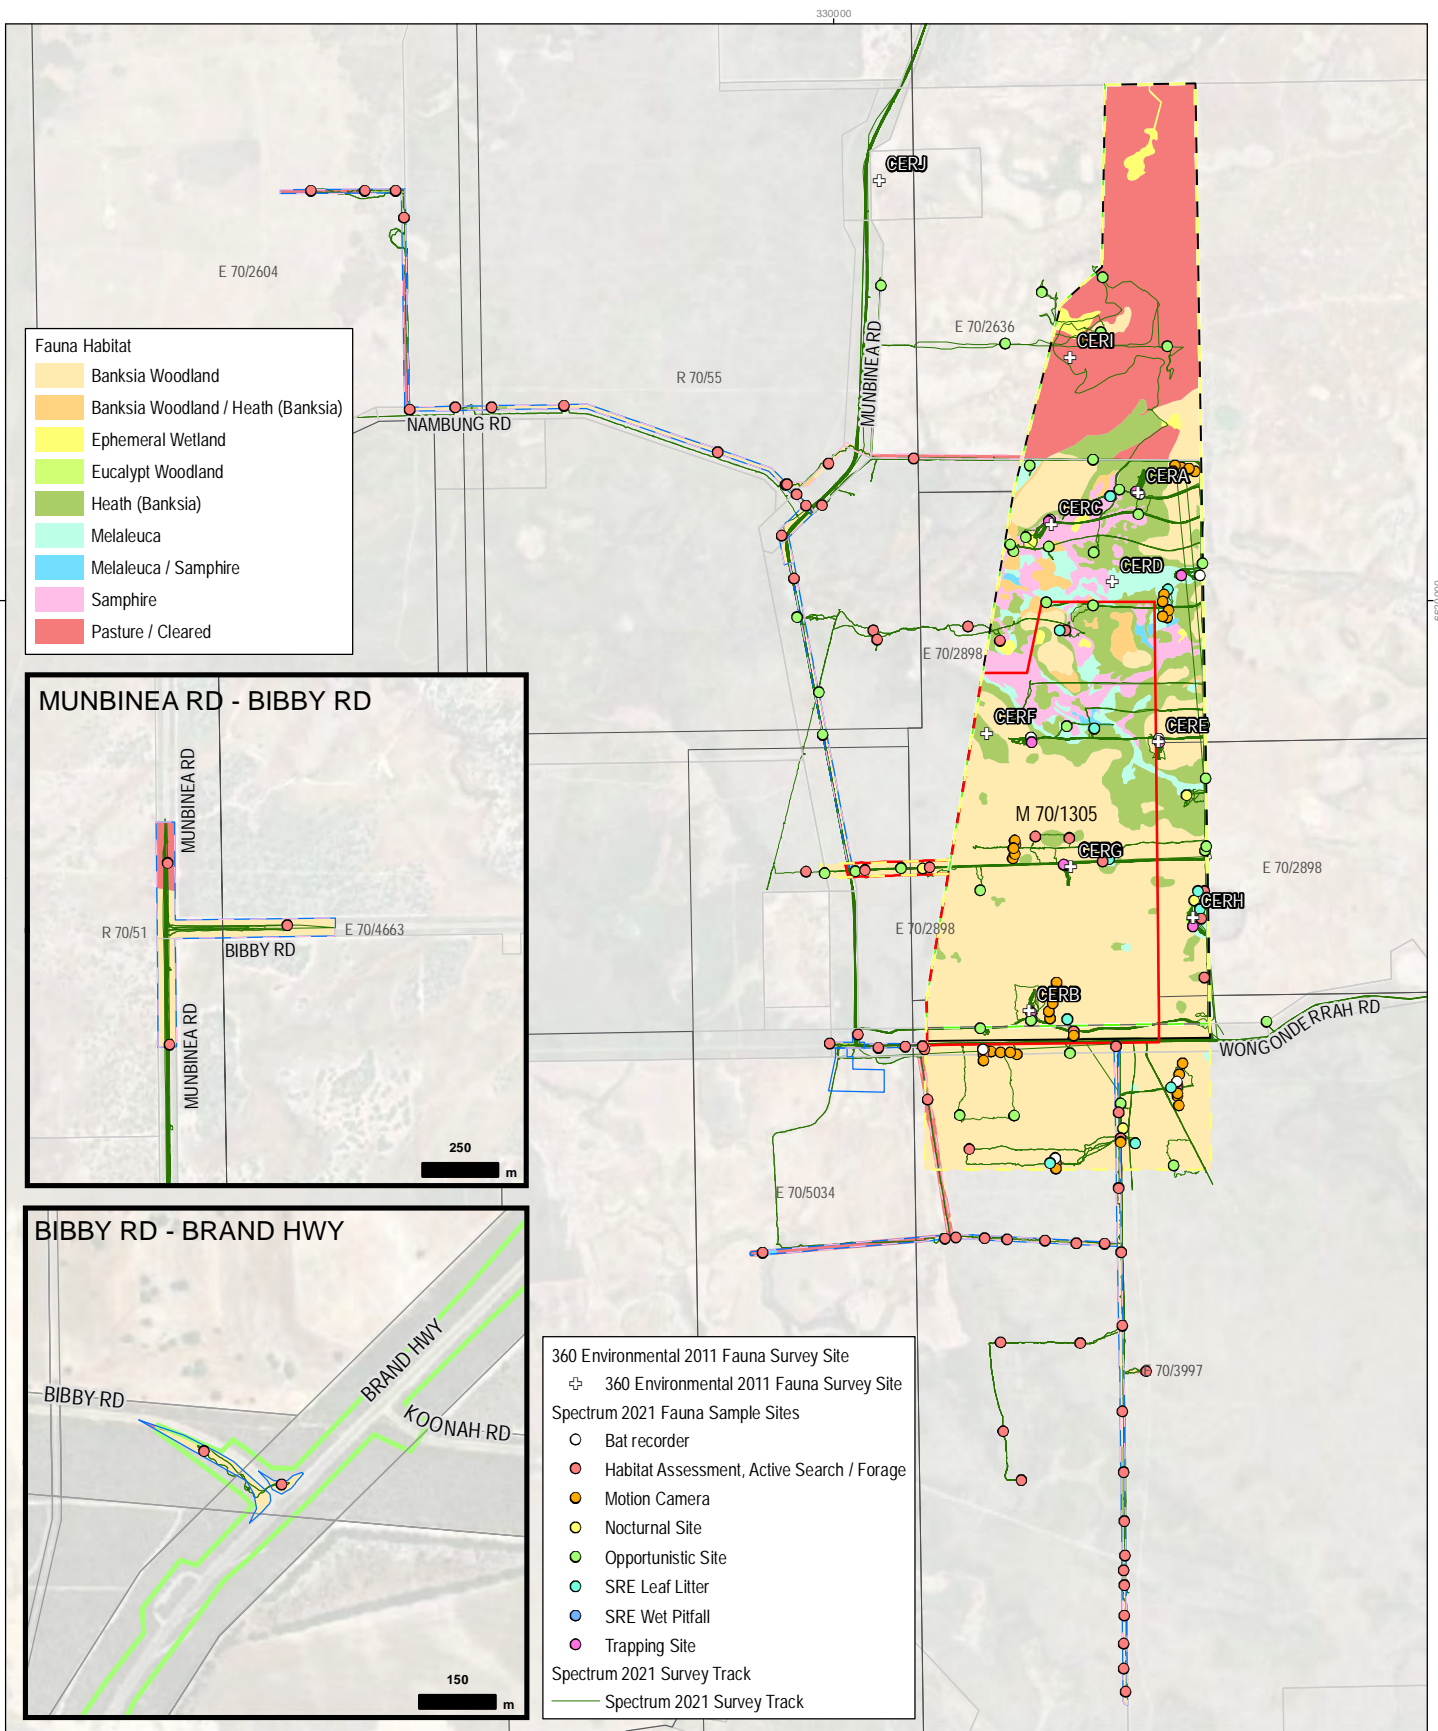 330000
CERJ
E 70/2604
MUNBINEA RD
E 70/2636
CERI
R 70/55
NAMBUNG RD
Fauna Habitat
Banksia Woodland
Banksia Woodland / Heath (Banksia)
Ephemeral Wetland
Eucalypt Woodland
Heath (Banksia)
Melaleuca
Melaleuca / Samphire
Samphire
Pasture / Cleared
CERA
CERC
CERD
E 70/2898
CERF
CERE
M 70/1305
CERG
E 70/2898
CERH
E 70/2898
CERB
WONGONDERRAH RD
E 70/5034
E 70/3997
MUNBINEA RD - BIBBY RD
MUNBINEA RD
R 70/51
E 70/4663
BIBBY RD
MUNBINEA RD
250
m
BIBBY RD - BRAND HWY
BRAND HWY
BIBBY RD
KOONAH RD
150
m
360 Environmental 2011 Fauna Survey Site
360 Environmental 2011 Fauna Survey Site
Spectrum 2021 Fauna Sample Sites
Bat recorder
Habitat Assessment, Active Search / Forage
Motion Camera
Nocturnal Site
Opportunistic Site
SRE Leaf Litter
SRE Wet Pitfall
Trapping Site
Spectrum 2021 Survey Track
Spectrum 2021 Survey Track